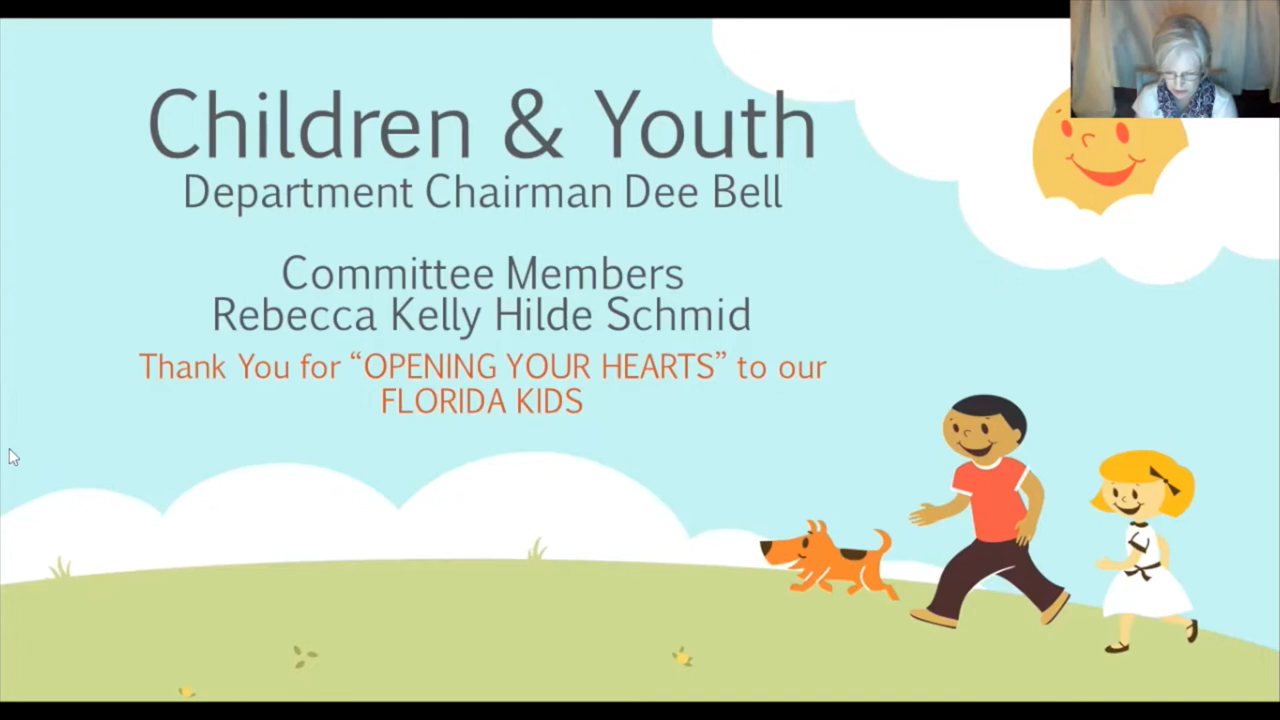 Children & Youth
Department Chairman Dee Bell
Committee Members
Rebecca Kelly Hilde Schmid
Thank You for “OPENING YOUR HEARTS” to our
FLORIDA KIDS